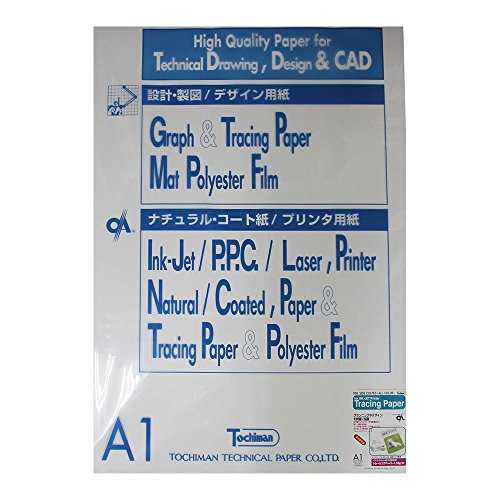 High Quality Paper for
Technical Drawing, Design & CAD
設計・製図/デザイン用紙
Graph & Tracing Paper
Mat Polyester Film
ナチュラル・コート紙/プリンタ用紙
Ink-Jet / P.P.C. / Laser, Printer
Natural / Coated, Paper &
Tracing Paper & Polyester Film
Tracing Paper
A1
A1
Tochiman
TOCHIMAN TECHNICAL PAPER CO.,LTD.